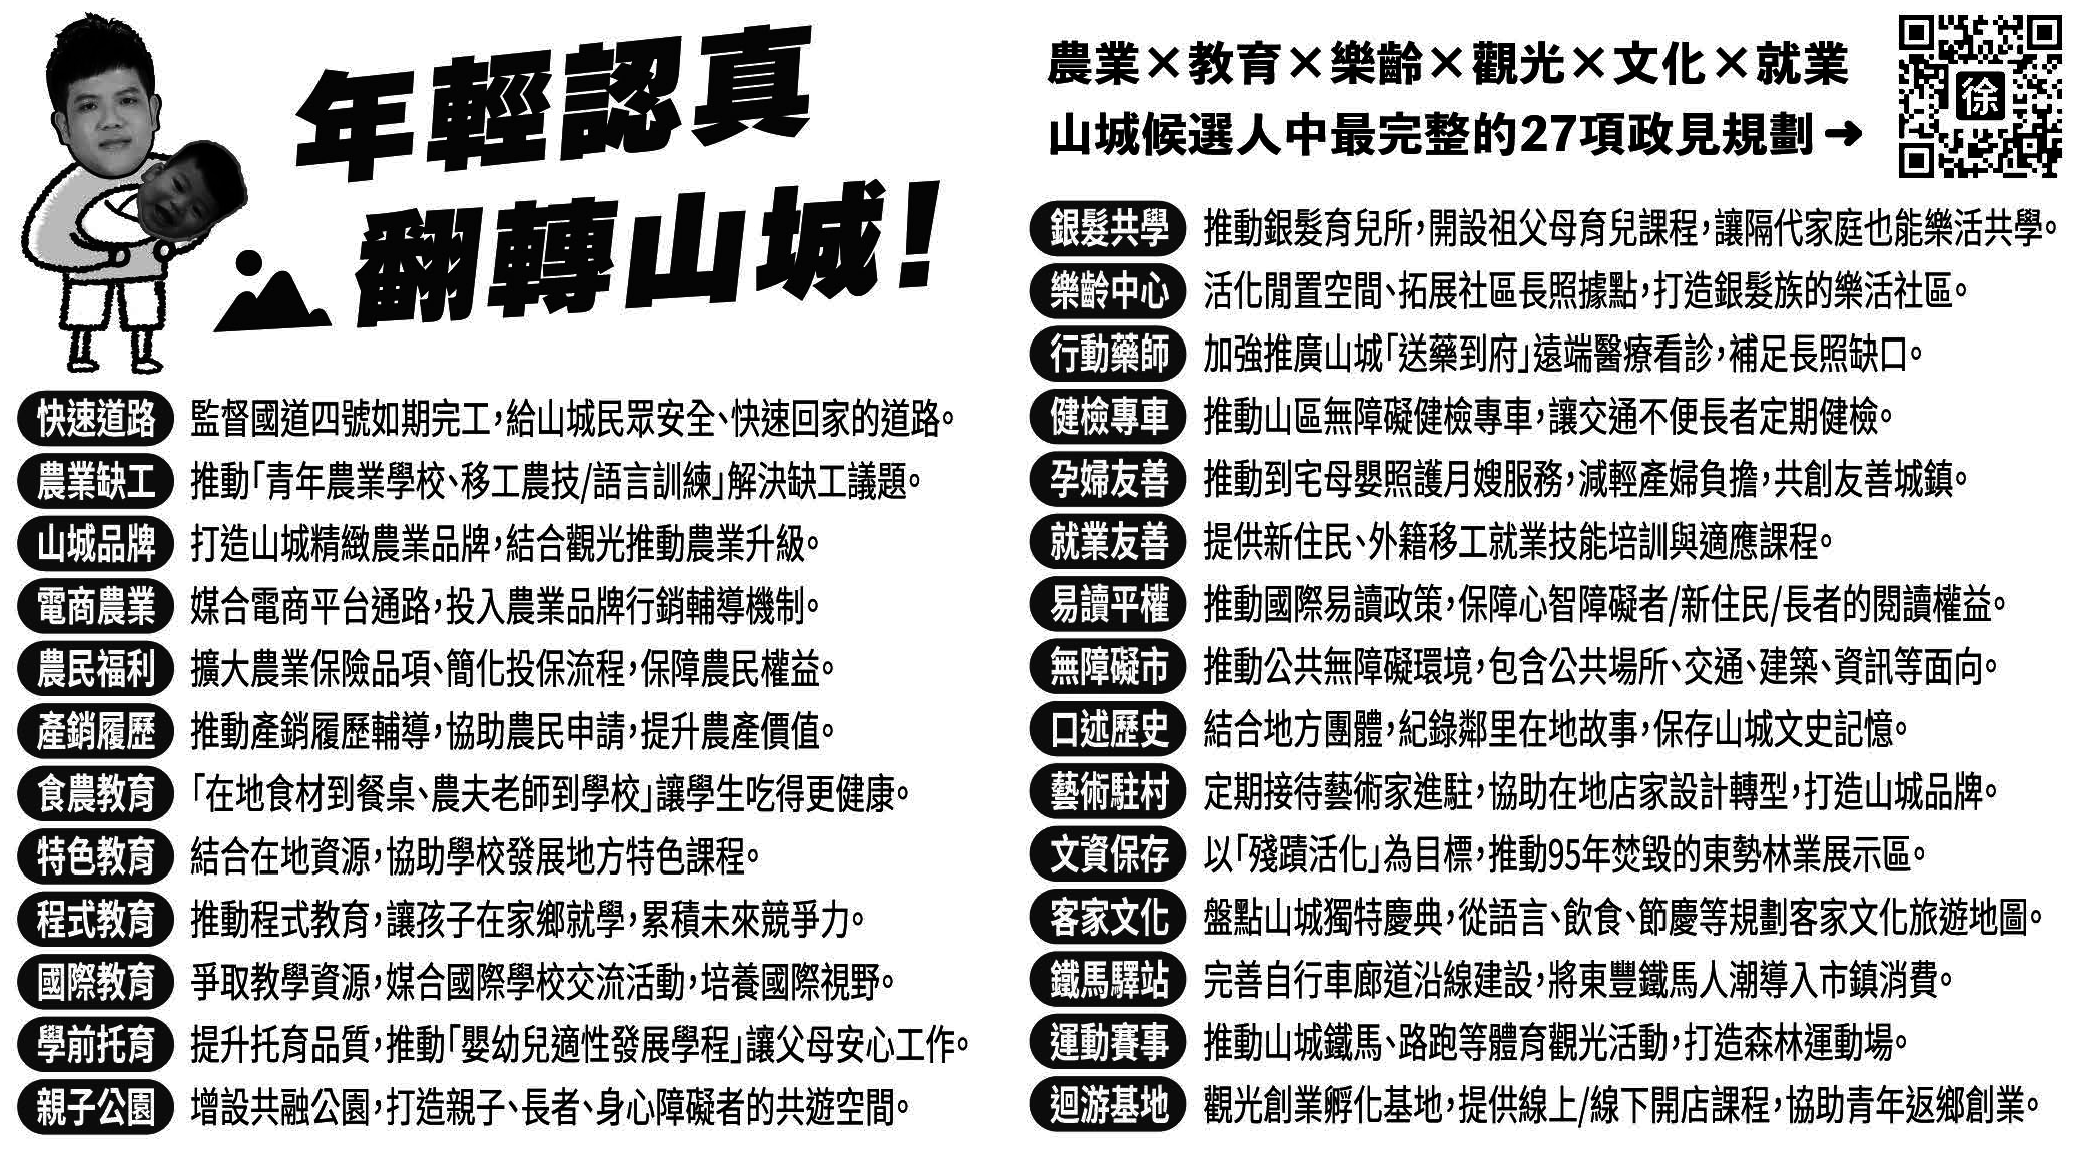 年輕認真
翻轉山城!
快速道路 監督國道四號如期完工,給山城民眾安全、快速回家的道路。
農業缺工 推動「青年農業學校、移工農技/語言訓練」解決缺工議題。
山城品牌 打造山城精緻農業品牌,結合觀光推動農業升級。
電商農業 媒合電商平台通路,投入農業品牌行銷輔導機制。
農民福利 擴大農業保險品項、簡化投保流程,保障農民權益。
產銷履歷 推動產銷履歷輔導,協助農民申請,提升農產價值。
食農教育 「在地食材到餐桌、農夫老師到學校」讓學生吃得更健康。
特色教育 結合在地資源,協助學校發展地方特色課程。
程式教育 推動程式教育,讓孩子在家鄉就學,累積未來競爭力。
國際教育 爭取教學資源,媒合國際學校交流活動,培養國際視野。
學前托育 提升托育品質,推動「嬰幼兒適性發展學程」讓父母安心工作。
親子公園 增設共融公園,打造親子、長者、身心障礙者的共遊空間。
農業×教育×樂齡×觀光×文化×就業
山城候選人中最完整的27項政見規劃→
徐
銀髮共學 推動銀髮育兒所,開設祖父母育兒課程,讓隔代家庭也能樂活共學。
樂齡中心 活化閒置空間、拓展社區長照據點,打造銀髮族的樂活社區。
行動藥師 加強推廣山城「送藥到府」遠端醫療看診,補足長照缺口。
健檢專車 推動山區無障礙健檢專車,讓交通不便長者定期健檢。
孕婦友善 推動到宅母嬰照護月嫂服務,減輕產婦負擔,共創友善城鎮。
就業友善 提供新住民、外籍移工就業技能培訓與適應課程。
易讀平權 推動國際易讀政策,保障心智障礙者/新住民/長者的閱讀權益。
無障礙市 推動公共無障礙環境,包含公共場所、交通、建築、資訊等面向。
口述歷史 結合地方團體,紀錄鄰里在地故事,保存山城文史記憶。
藝術駐村 定期接待藝術家進駐,協助在地店家設計轉型,打造山城品牌。
文資保存 以「殘蹟活化」為目標,推動95年焚毀的東勢林業展示區。
客家文化 盤點山城獨特慶典,從語言、飲食、節慶等規劃客家文化旅遊地圖。
鐵馬驛站 完善自行車廊道沿線建設,將東豐鐵馬人潮導入市鎮消費。
運動賽事 推動山城鐵馬、路跑等體育觀光活動,打造森林運動場。
迴游基地 觀光創業孵化基地,提供線上/線下開店課程,協助青年返鄉創業。